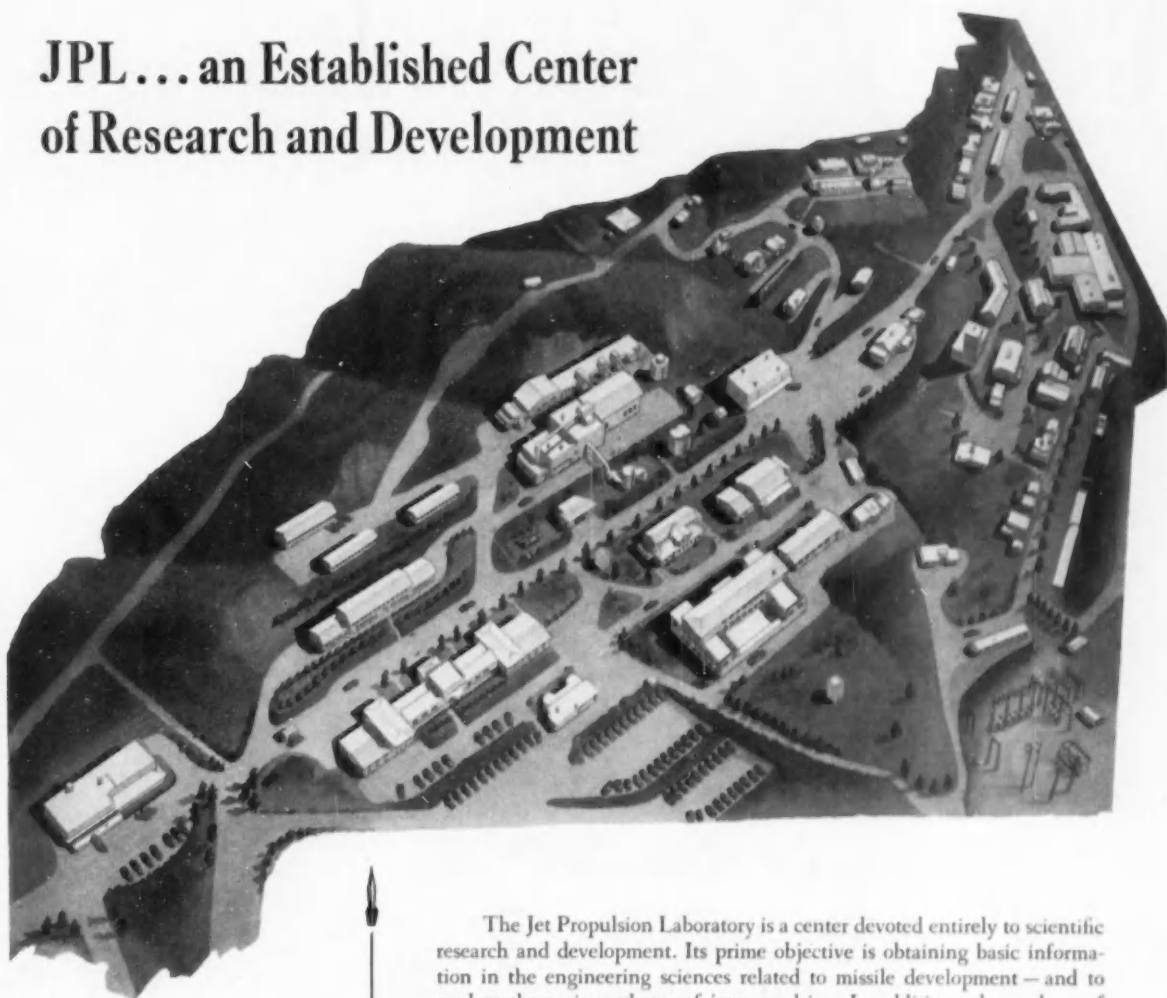 JPL... an Established Center
of Research and Development
The Jet Propulsion Laboratory is a center devoted entirely to scientific
research and development. Its prime objective is obtaining basic informa-
tion in the engineering sciences related to missile development — and to